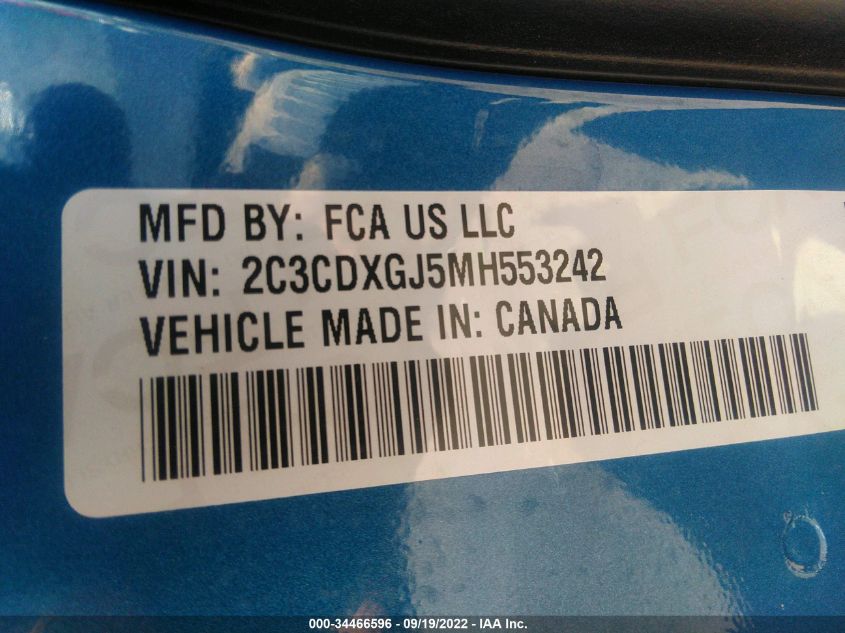 MFD BY: FCA US LLC
VIN: 2C3CDXGJ5MH553242
VEHICLE MADE IN: CANADA
000-34466596 - 09/19/2022 - IAA Inc.